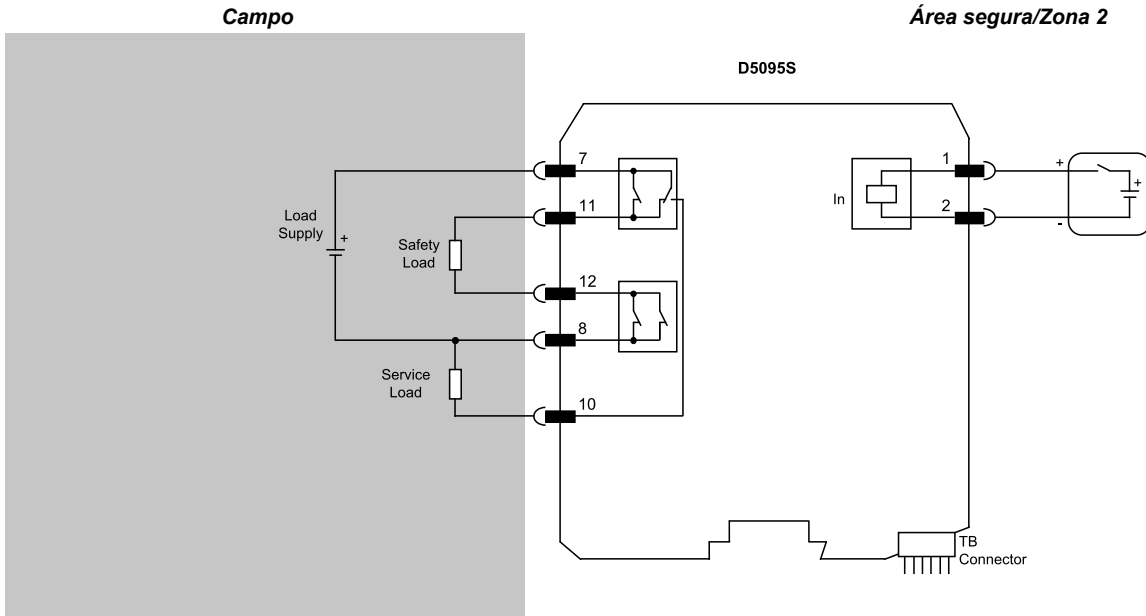 Campo
Área segura/Zona 2
D5095S
7
1
+
+
In
11
2
-
Load
Supply
+
Safety
Load
12
8
Service
Load
10
TB
Connector